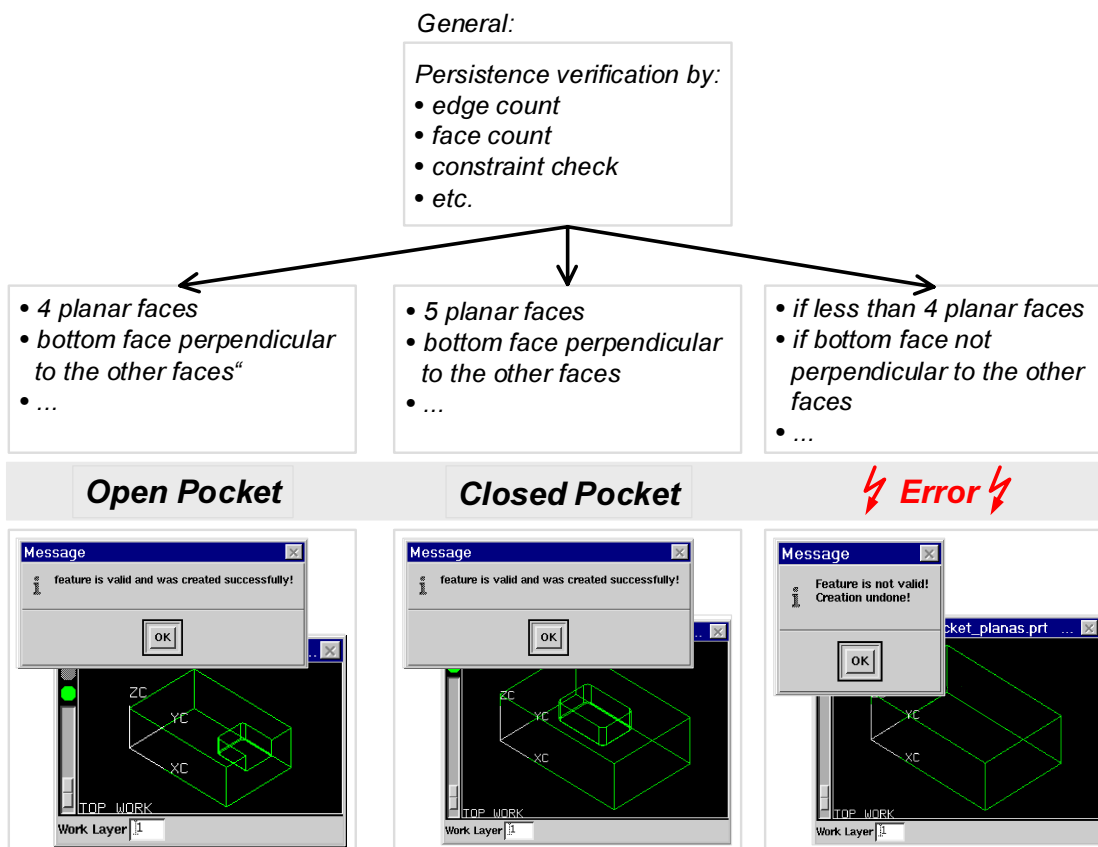 General:
Persistence verification by:
• edge count
• face count
• constraint check
• etc.
• 4 planar faces
• bottom face perpendicular
to the other faces“
• ...
• 5 planar faces
• bottom face perpendicular
to the other faces
• ...
• if less than 4 planar faces
• if bottom face not
perpendicular to the other
faces
• ...
Open Pocket
Closed Pocket
Error
Message
feature is valid and was created successfully!
OK
ZC
YC
XC
TOP WORK
Work Layer 1
Message
feature is valid and was created successfully!
OK
ZC
YC
XC
TOP WORK
Work Layer 1
Message
Feature is not valid!
Creation undone!
OK
cket_planas.prt ...
YC
XC
TOP WORK
Work Layer 1